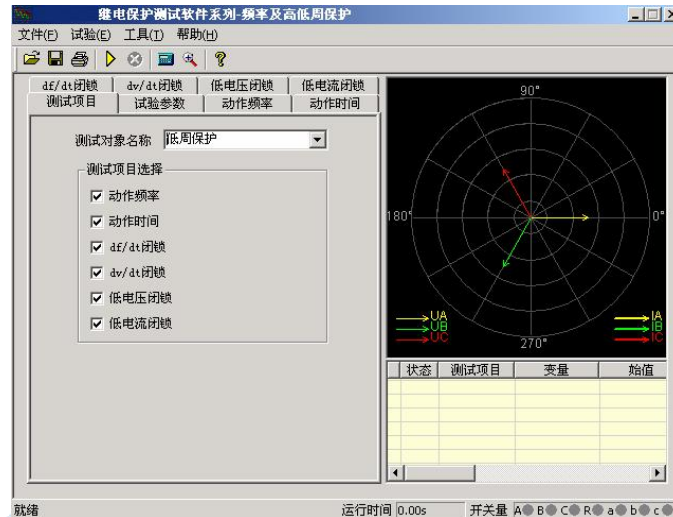 继电保护测试软件系列-频率及高低周保护
文件(F) 试验(E) 工具(T) 帮助(H)
df/dt闭锁 dv/dt闭锁 低电压闭锁 低电流闭锁
测试项目 试验参数 动作频率 动作时间
测试对象名称 低周保护
测试项目选择
动作频率
动作时间
df/dt闭锁
dv/dt闭锁
低电压闭锁
低电流闭锁
90°
180° 0°
270°
UA IA
UB IB
UC IC
状态 测试项目 变量 始值
就绪 运行时间 0.00s 开关量 A B C R a b c